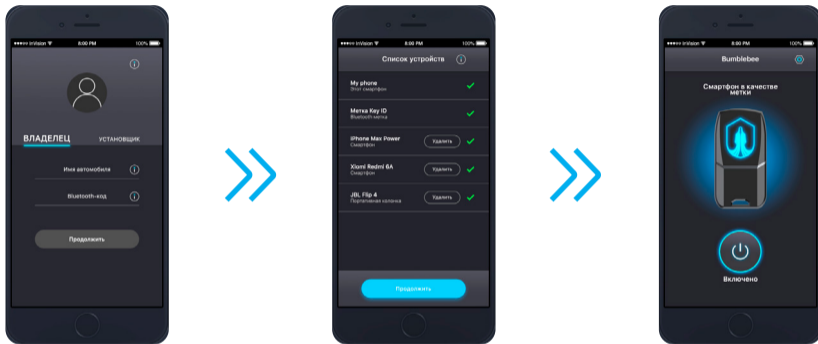 InVision 8:00 PM 100%
ВЛАДЕЛЕЦ УСТАНОВЩИК
Имя автомобиля
Bluetooth-код
Продолжить
InVision 8:00 PM 100%
Список устройств
My phone
Этот смартфон
Метка Key ID
Bluetooth-метка
iPhone Max Power
Смартфон
Удалить
Xiomi Redmi 6A
Смартфон
Удалить
JBL Flip 4
Портативная колонка
Удалить
Продолжить
InVision 8:00 PM 100%
Bumblebee
Смартфон в качестве
метки
Включено